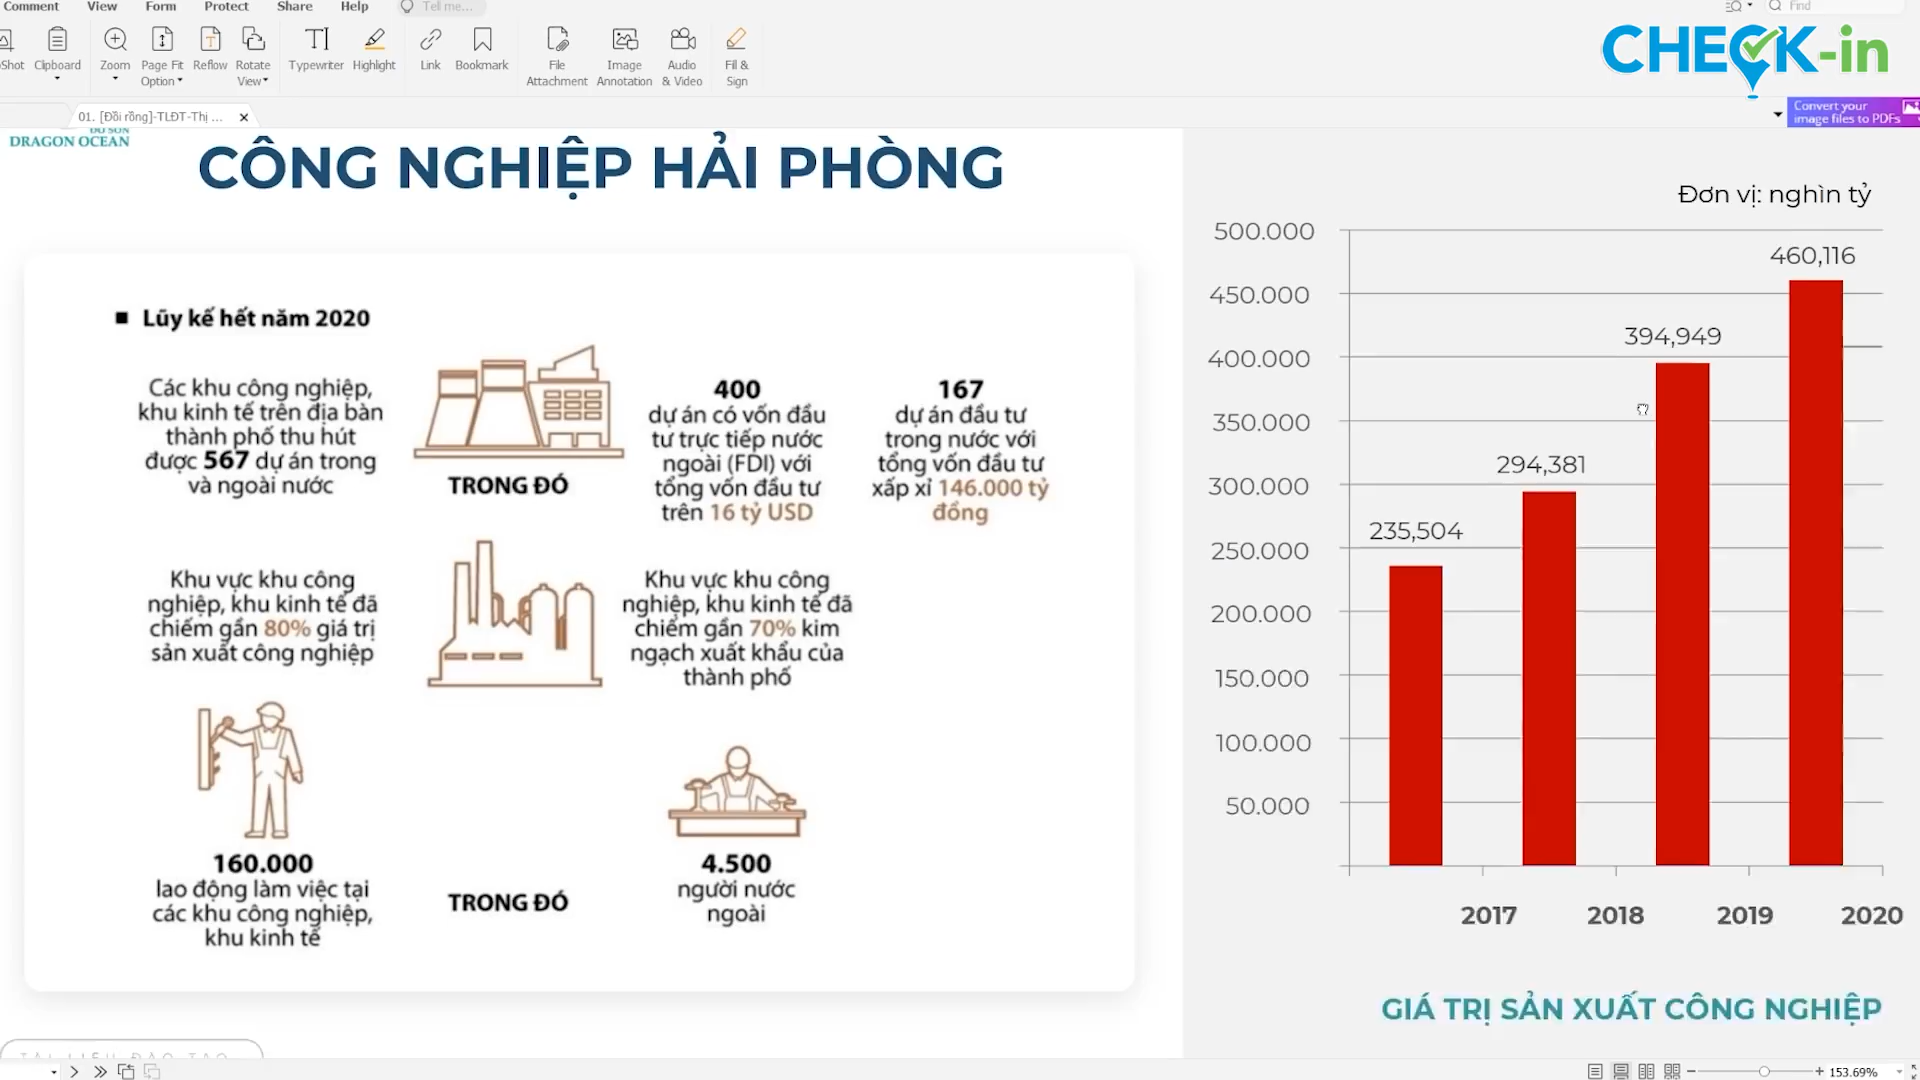 Comment View Form Protect Share Help Tell me... Find
Shot Clipboard Zoom Page Fit Option Reflow Rotate View Typewriter Highlight Link Bookmark File Attachment Image Annotation Audio & Video Fill & Sign
CHECK-in
01. [Đồi rồng]-TLĐT-Thị ...
Convert your
image files to PDFs
DRAGON OCEAN
CÔNG NGHIỆP HẢI PHÒNG
Lũy kế hết năm 2020
Các khu công nghiệp,
khu kinh tế trên địa bàn
thành phố thu hút
được 567 dự án trong
và ngoài nước
TRONG ĐÓ
400
dự án có vốn đầu
tư trực tiếp nước
ngoài (FDI) với
tổng vốn đầu tư
trên 16 tỷ USD
167
dự án đầu tư
trong nước với
tổng vốn đầu tư
xấp xỉ 146.000 tỷ
đồng
Khu vực khu công
nghiệp, khu kinh tế đã
chiếm gần 80% giá trị
sản xuất công nghiệp
Khu vực khu công
nghiệp, khu kinh tế đã
chiếm gần 70% kim
ngạch xuất khẩu của
thành phố
160.000
lao động làm việc tại
các khu công nghiệp,
khu kinh tế
TRONG ĐÓ
4.500
người nước
ngoài
Đơn vị: nghìn tỷ
500.000
450.000
400.000
350.000
300.000
250.000
200.000
150.000
100.000
50.000
235,504
294,381
394,949
460,116
2017 2018 2019 2020
GIÁ TRỊ SẢN XUẤT CÔNG NGHIỆP
153.69%